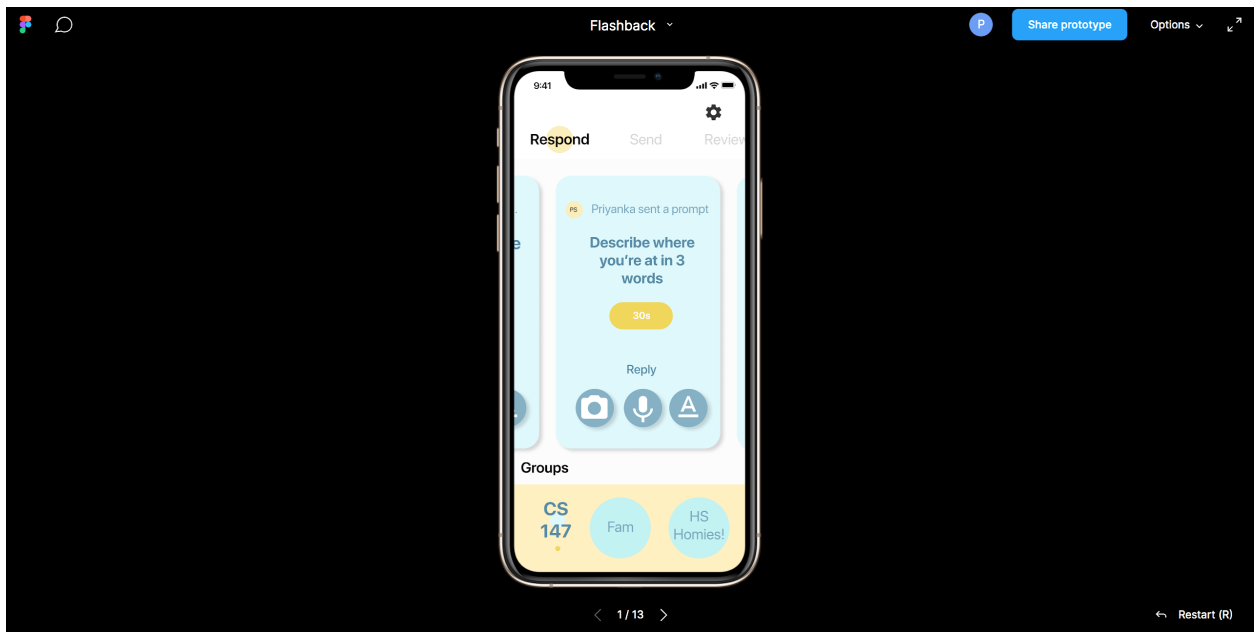 Flashback
P
Share prototype
Options
9:41
Respond
Send
Review
PS
Priyanka sent a prompt
e
Describe where
you're at in 3
words
30s
Reply
A
Groups
CS
147
Fam
HS
Homies!
1 / 13
Restart (R)